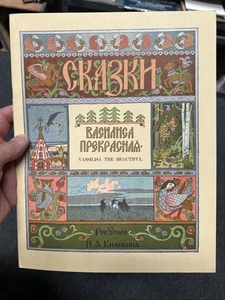 СКАЗКИ
ВАСИЛИСА
ПРЕКРАСНАЯ
VASSILISA THE BEAUTIFUL
РИСУНКИ
И. Я. БИЛИБИНА.